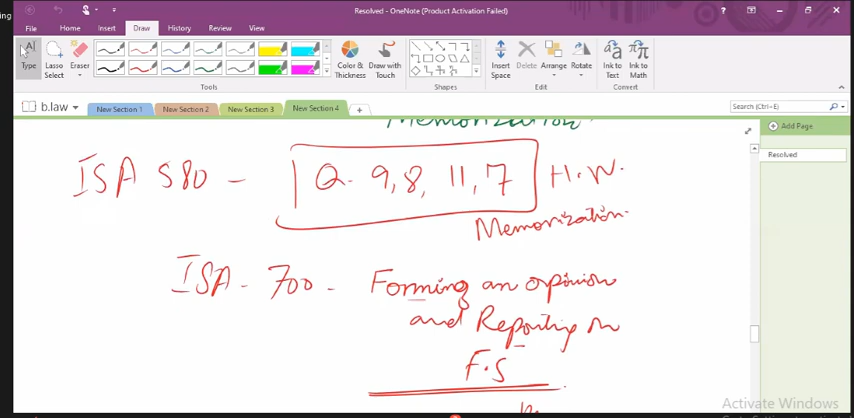 ing
Resolved - OneNote (Product Activation Failed)
File Home Insert Draw History Review View
Type Lasso Select Eraser Color & Thickness Draw with Touch Insert Space Delete Arrange Rotate Ink to Text Ink to Math
Tools Shapes Edit Convert
b.law New Section 1 New Section 2 New Section 3 New Section 4 Search (Ctrl+E)
Add Page
Resolved
Memorization
ISA 580 - Q. 9, 8, 11, 7 H.W.
Memorization
ISA - 700 - Forming an opinion
and Reporting on
F.S
Activate Windows